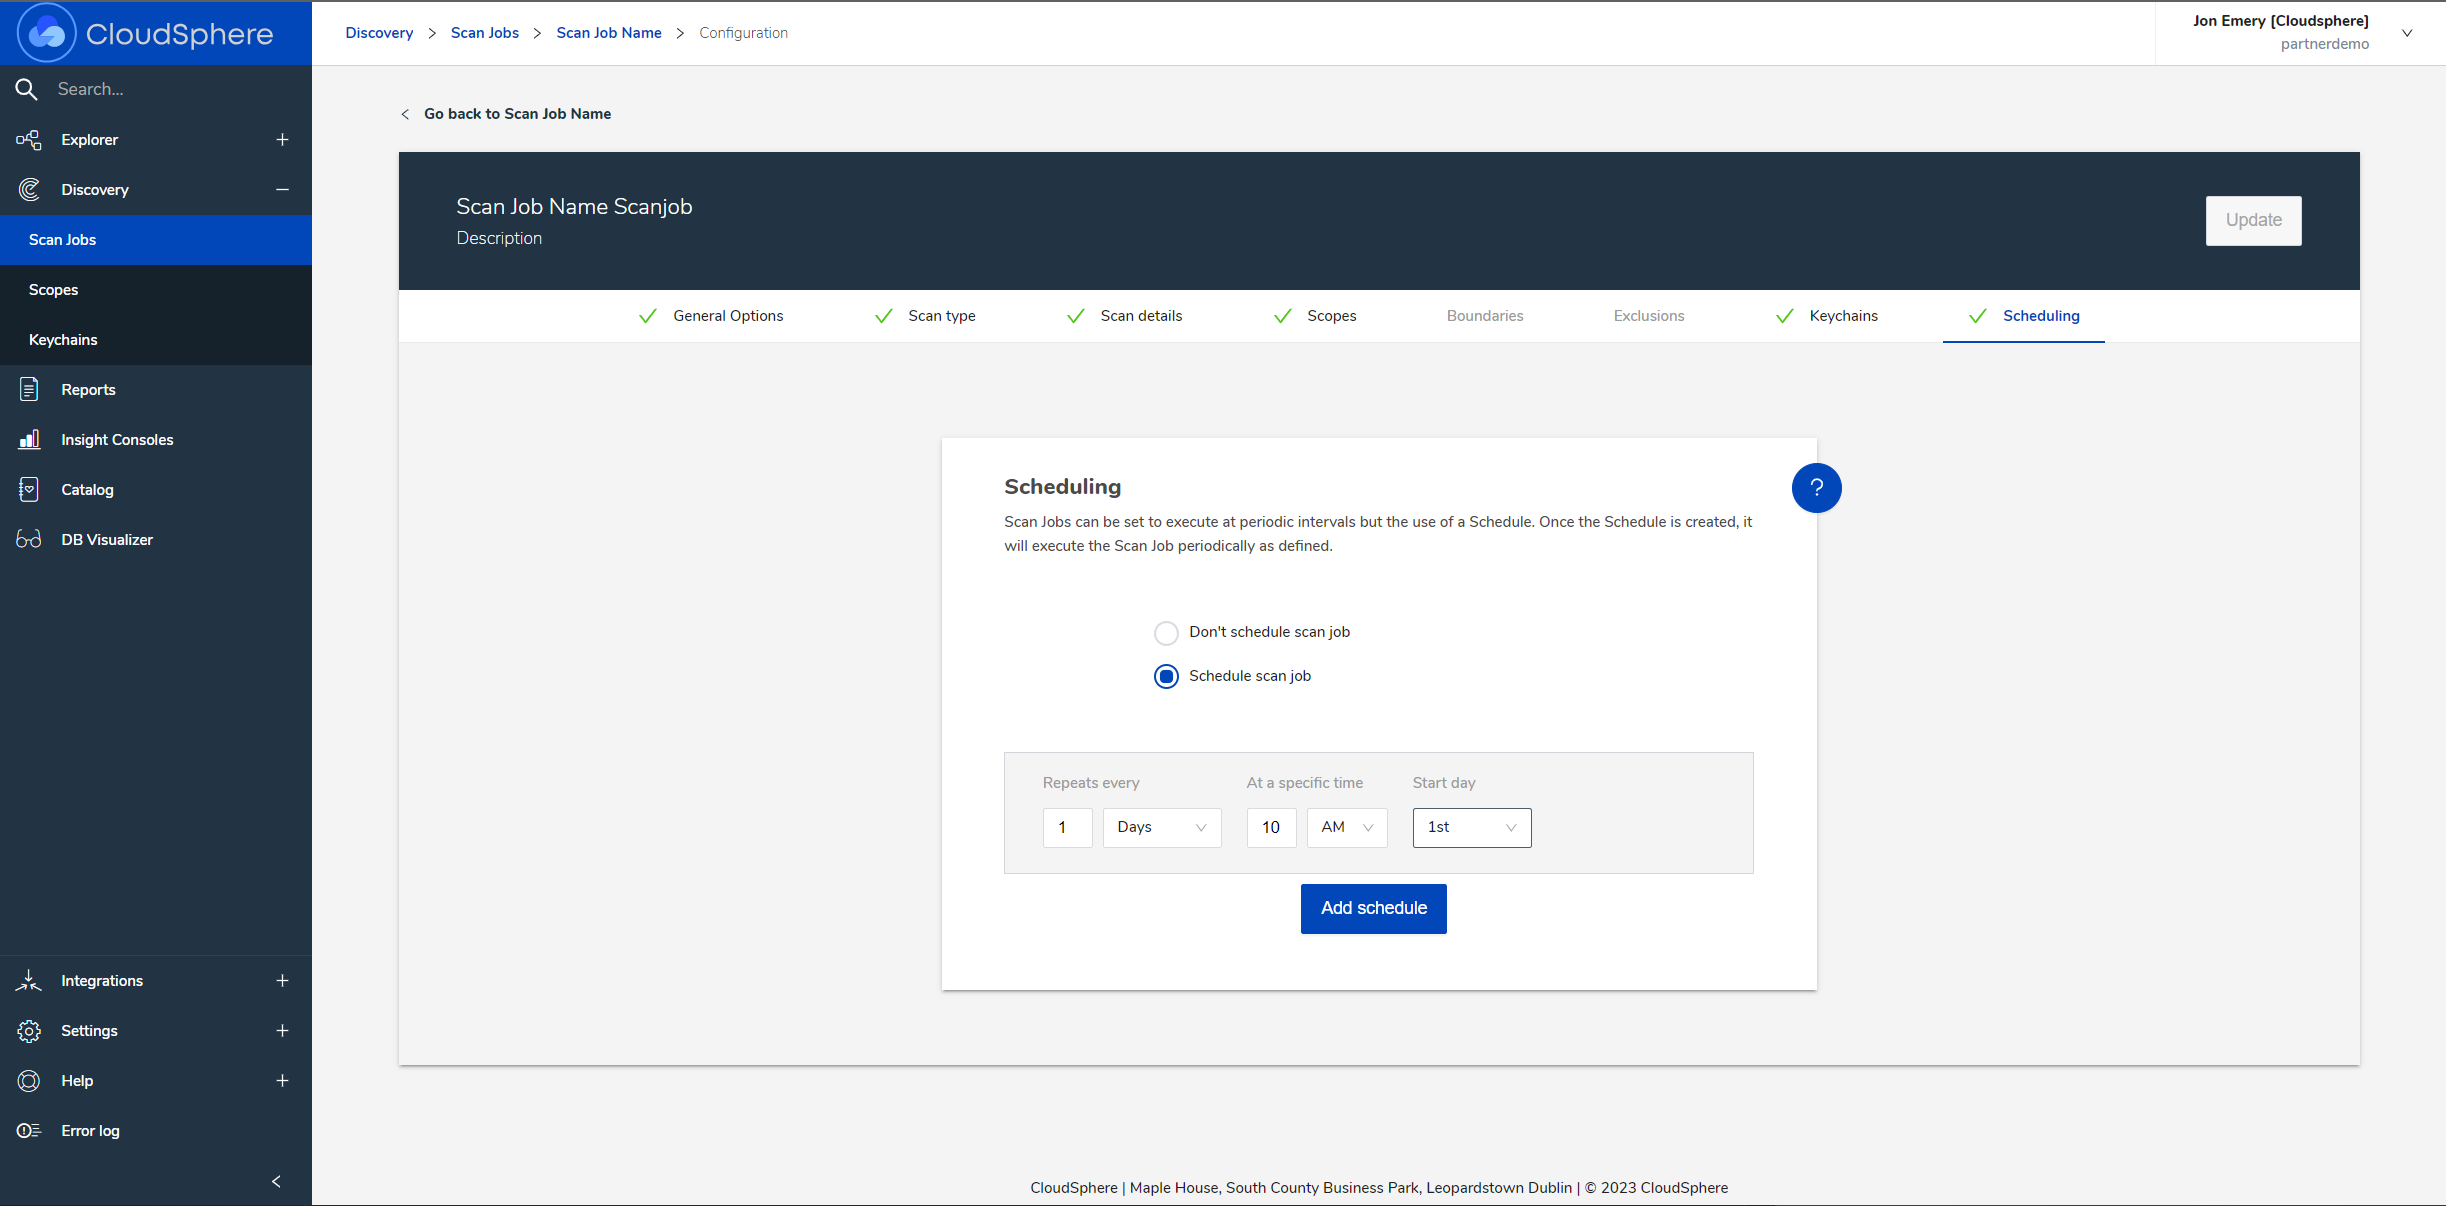 CloudSphere
Discovery > Scan Jobs > Scan Job Name > Configuration
Jon Emery [Cloudsphere]
partnerdemo
Search...
Explorer
Discovery
Scan Jobs
Scopes
Keychains
Reports
Insight Consoles
Catalog
DB Visualizer
Integrations
Settings
Help
Error log
< Go back to Scan Job Name
Scan Job Name Scanjob
Description
Update
General Options
Scan type
Scan details
Scopes
Boundaries
Exclusions
Keychains
Scheduling
Scheduling
?
Scan Jobs can be set to execute at periodic intervals but the use of a Schedule. Once the Schedule is created, it
will execute the Scan Job periodically as defined.
Don't schedule scan job
Schedule scan job
Repeats every
At a specific time
Start day
1
Days
10
AM
1st
Add schedule
CloudSphere | Maple House, South County Business Park, Leopardstown Dublin | © 2023 CloudSphere